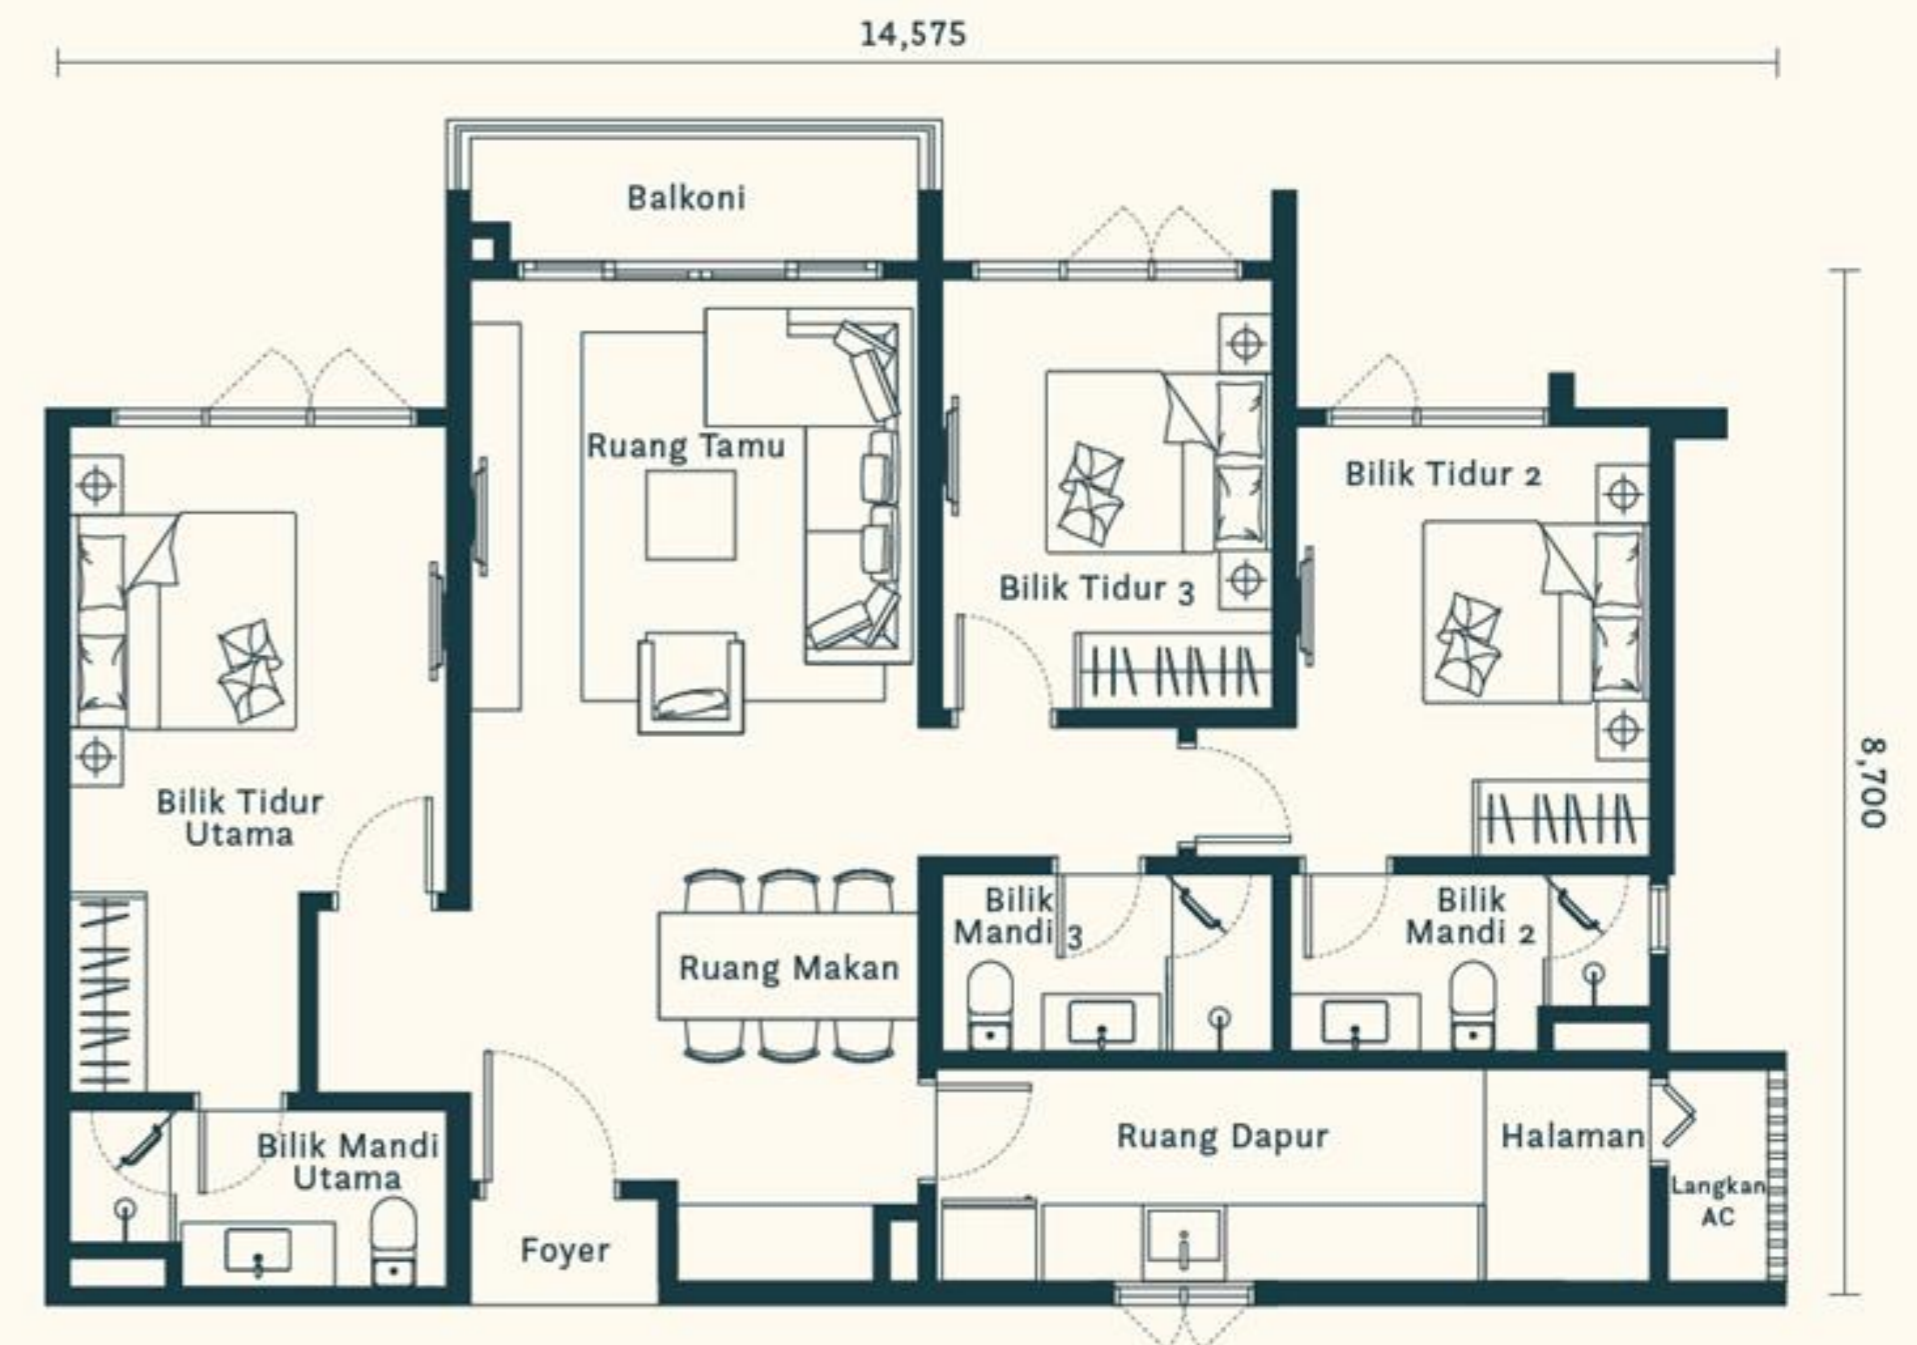 14,575
Balkoni
Ruang Tamu
Bilik Tidur 2
Bilik Tidur 3
8,700
Bilik Tidur
Utama
Bilik
Mandi 3
Bilik
Mandi 2
Ruang Makan
Bilik Mandi
Utama
Ruang Dapur
Halaman
Langkan
AC
Foyer